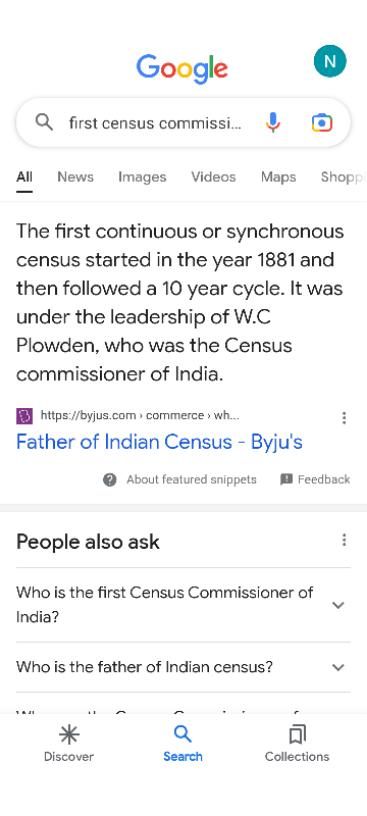 Google
N
first census commissi...
All News Images Videos Maps Shopp
The first continuous or synchronous
census started in the year 1881 and
then followed a 10 year cycle. It was
under the leadership of W.C
Plowden, who was the Census
commissioner of India.
https://byjus.com › commerce › wh...
Father of Indian Census - Byju's
About featured snippets Feedback
People also ask
Who is the first Census Commissioner of
India?
Who is the father of Indian census?
Discover Search Collections